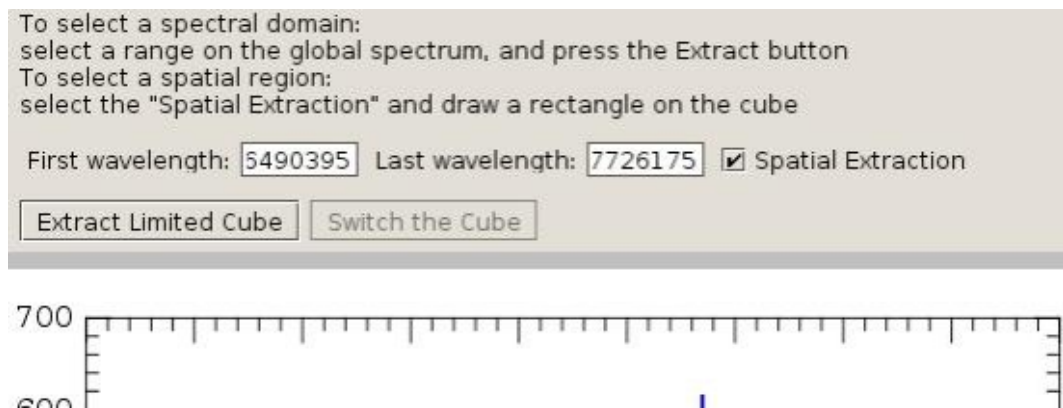 To select a spectral domain:
select a range on the global spectrum, and press the Extract button
To select a spatial region:
select the "Spatial Extraction" and draw a rectangle on the cube
First wavelength: 5490395 Last wavelength: 7726175 Spatial Extraction
Extract Limited Cube Switch the Cube
700
600